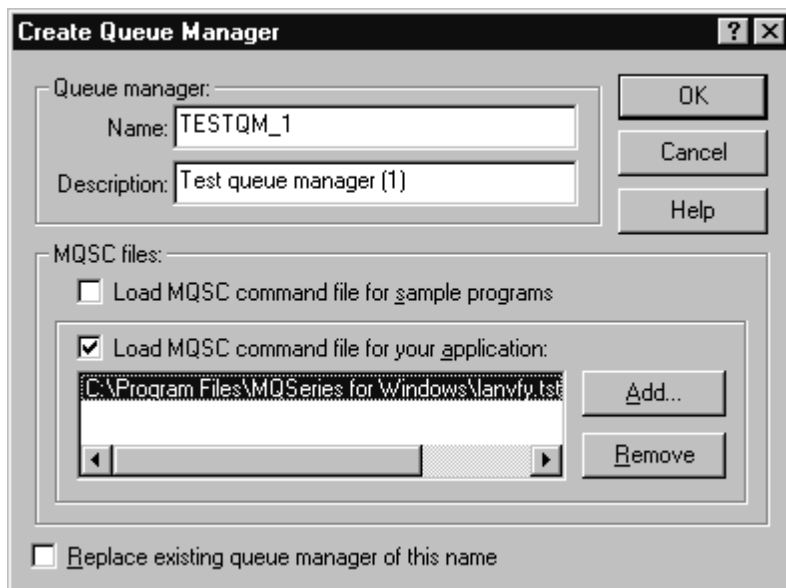 Create Queue Manager
Queue manager:
Name: TESTQM_1
Description: Test queue manager (1)
OK
Cancel
Help
MQSC files:
Load MQSC command file for sample programs
Load MQSC command file for your application:
C:\Program Files\MQSeries for Windows\lanvfy.tst
Add...
Remove
Replace existing queue manager of this name